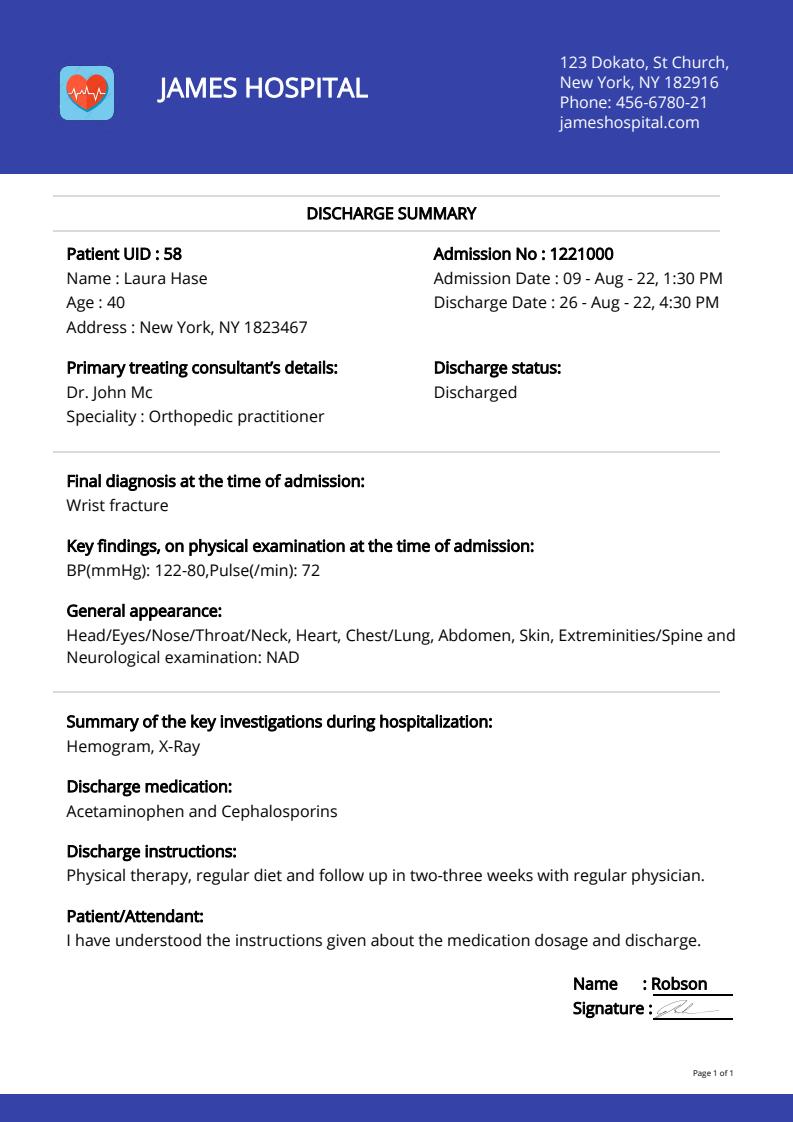 JAMES HOSPITAL
123 Dokato, St Church,
New York, NY 182916
Phone: 456-6780-21
jameshospital.com
DISCHARGE SUMMARY
Patient UID : 58
Name : Laura Hase
Age : 40
Address : New York, NY 1823467
Admission No : 1221000
Admission Date : 09 - Aug - 22, 1:30 PM
Discharge Date : 26 - Aug - 22, 4:30 PM
Primary treating consultant’s details:
Dr. John Mc
Speciality : Orthopedic practitioner
Discharge status:
Discharged
Final diagnosis at the time of admission:
Wrist fracture
Key findings, on physical examination at the time of admission:
BP(mmHg): 122-80,Pulse(/min): 72
General appearance:
Head/Eyes/Nose/Throat/Neck, Heart, Chest/Lung, Abdomen, Skin, Extreminities/Spine and
Neurological examination: NAD
Summary of the key investigations during hospitalization:
Hemogram, X-Ray
Discharge medication:
Acetaminophen and Cephalosporins
Discharge instructions:
Physical therapy, regular diet and follow up in two-three weeks with regular physician.
Patient/Attendant:
I have understood the instructions given about the medication dosage and discharge.
Name : Robson
Signature :
Page 1 of 1